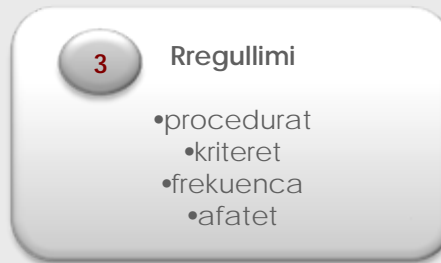 3
Rregullimi
•procedurat
•kriteret
•frekuenca
•afatet